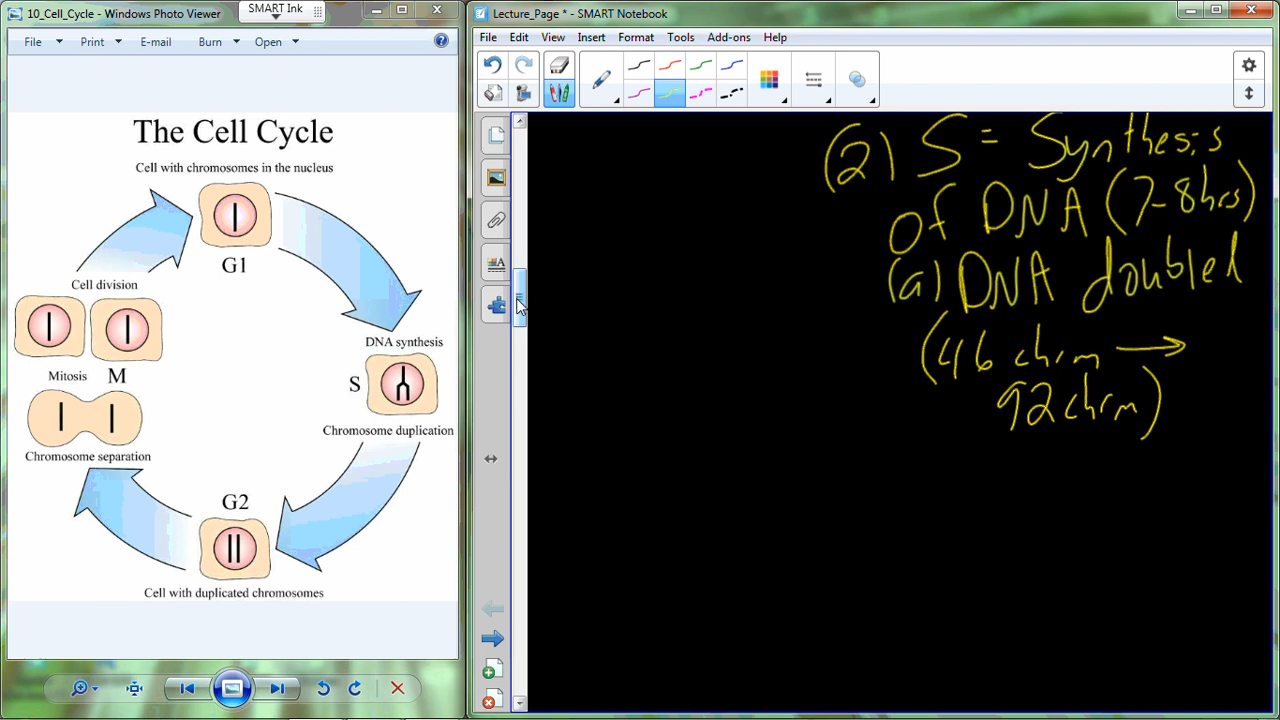 10_Cell_Cycle - Windows Photo Viewer
SMART Ink
File Print E-mail Burn Open
The Cell Cycle
Cell with chromosomes in the nucleus
G1
Cell division
DNA synthesis
S
Mitosis M
Chromosome duplication
Chromosome separation
G2
Cell with duplicated chromosomes
Lecture_Page * - SMART Notebook
File Edit View Insert Format Tools Add-ons Help
(2) S = Synthesis
of DNA (7-8hrs)
(a) DNA doubled
(46 chrm →
92 chrm)